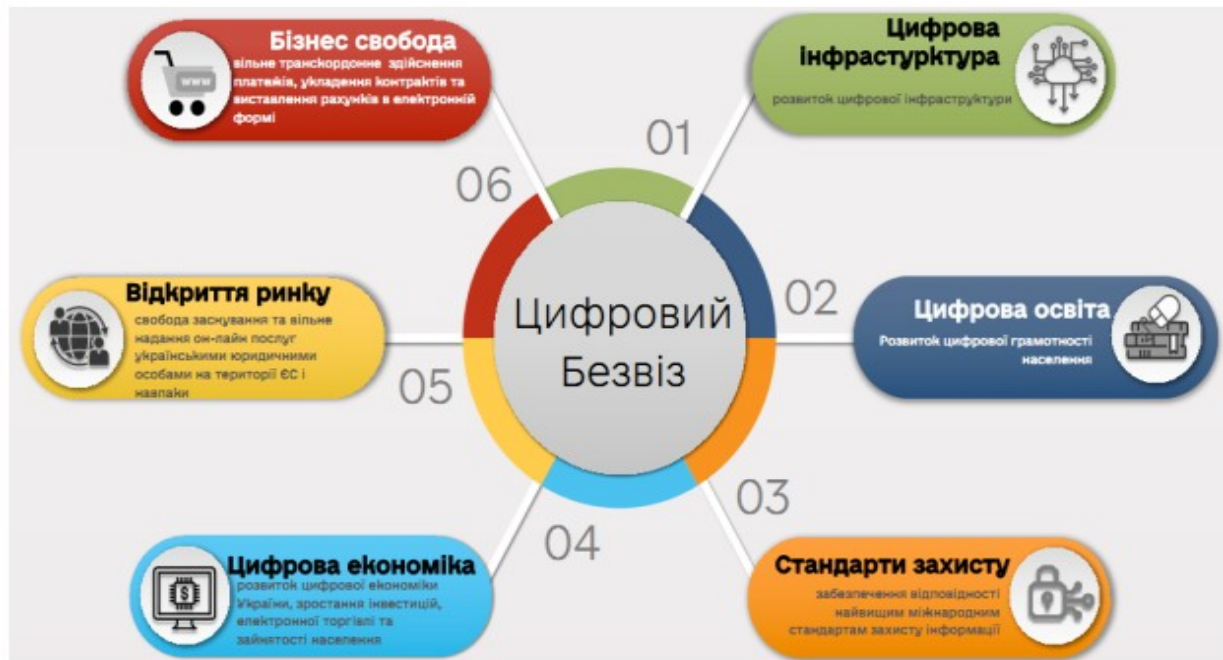 Бізнес свобода
вільне транскордонне здійснення
платежів, укладення контрактів та
виставлення рахунків в електронній
формі
Цифрова
інфрастурктура
розвиток цифрової інфраструктури
01
06
Відкриття ринку
свобода заснування та вільне
надання он-лайн послуг
українськими юридичними
особами на території ЄС і
навпаки
05
Цифровий
Безвіз
02
Цифрова освіта
Розвиток цифрової грамотності
населення
03
04
Цифрова економіка
розвиток цифрової економіки
України, зростання інвестицій,
електронної торгівлі та
зайнятості населення
Стандарти захисту
забезпечення відповідності
найвищим міжнародним
стандартам захисту інформації
www
$